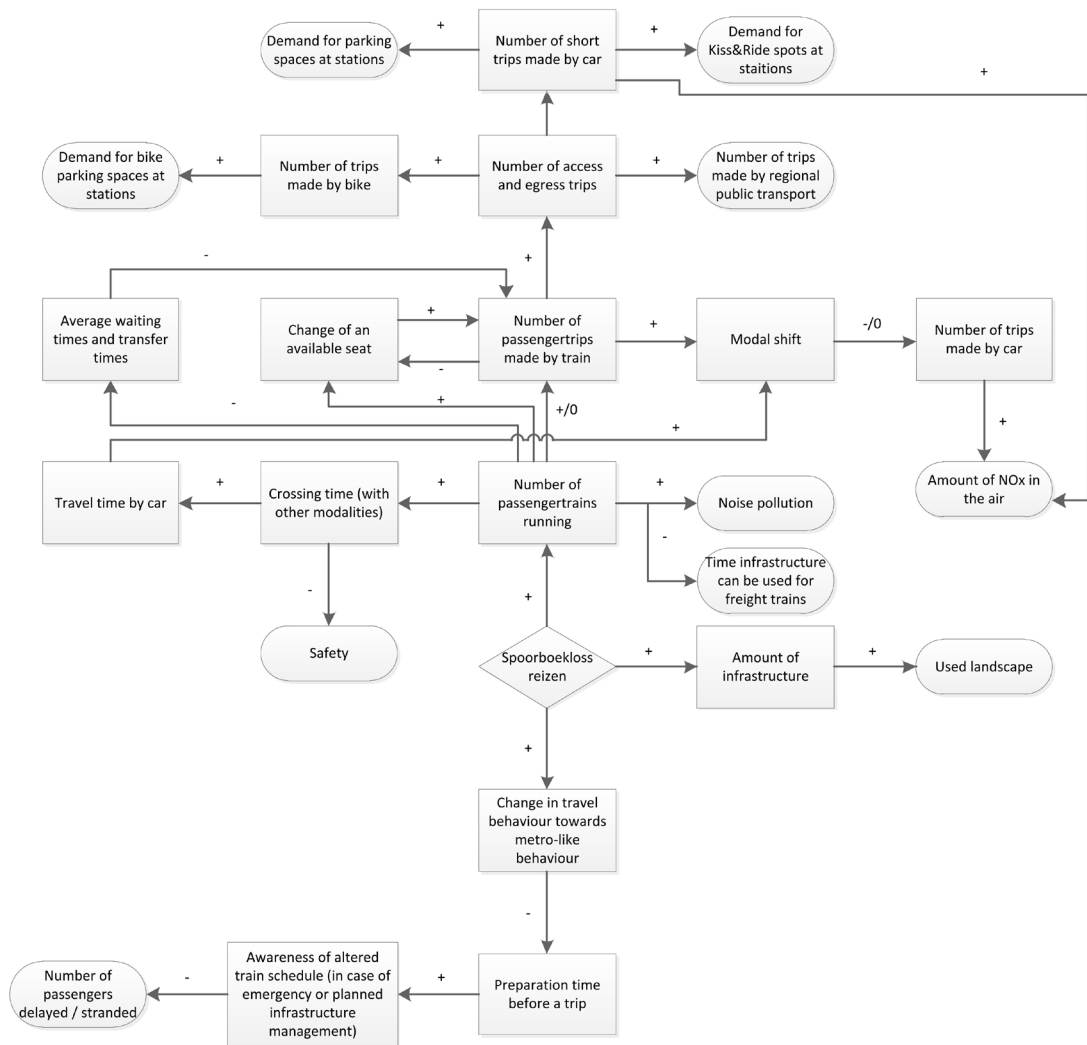 +
+
Demand for parking
spaces at stations
Number of short
trips made by car
Demand for
Kiss&Ride spots at
staitions
+
Demand for bike
parking spaces at
stations
+
Number of trips
made by bike
+
Number of access
and egress trips
+
Number of trips
made by regional
public transport
-
+
Average waiting
times and transfer
times
Change of an
available seat
+
-
Number of
passengertrips
made by train
+
Modal shift
-/0
Number of trips
made by car
-
+
+/0
+
+
Travel time by car
+
Crossing time (with
other modalities)
+
Number of
passengertrains
running
+
Noise pollution
Amount of NOx in
the air
-
Time infrastructure
can be used for
freight trains
-
+
Safety
Spoorboekloss
reizen
+
Amount of
infrastructure
+
Used landscape
+
Change in travel
behaviour towards
metro-like
behaviour
-
Number of
passengers
delayed / stranded
-
Awareness of altered
train schedule (in case of
emergency or planned
infrastructure
management)
+
Preparation time
before a trip